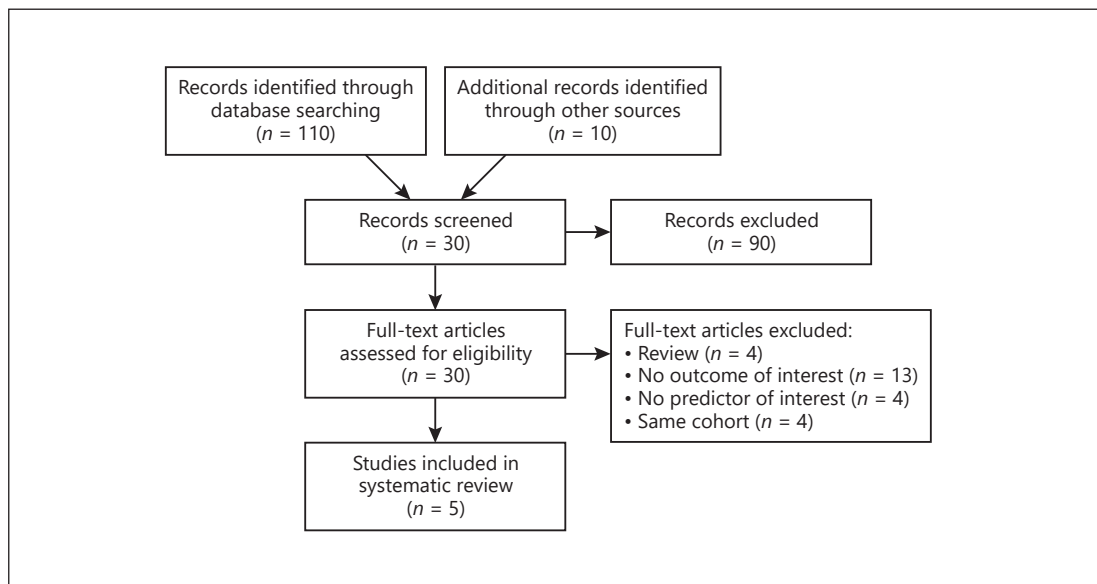 Records identified through
database searching
(n = 110)
Additional records identified
through other sources
(n = 10)
Records screened
(n = 30)
Records excluded
(n = 90)
Full-text articles
assessed for eligibility
(n = 30)
Full-text articles excluded:
• Review (n = 4)
• No outcome of interest (n = 13)
• No predictor of interest (n = 4)
• Same cohort (n = 4)
Studies included in
systematic review
(n = 5)